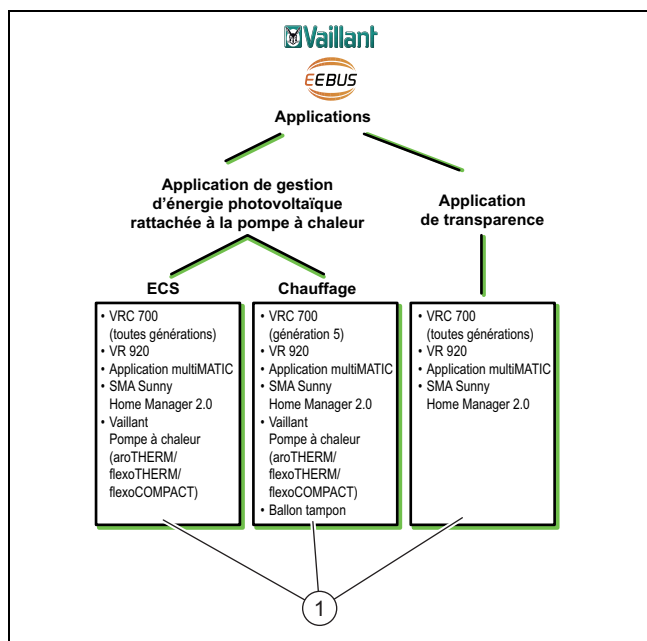 Vaillant
EEBUS
Applications
Application de gestion
d'énergie photovoltaïque
rattachée à la pompe à chaleur
Application
de transparence
ECS
• VRC 700
(toutes générations)
• VR 920
• Application multiMATIC
• SMA Sunny
Home Manager 2.0
• Vaillant
Pompe à chaleur
(aroTHERM/
flexoTHERM/
flexoCOMPACT)
Chauffage
• VRC 700
(génération 5)
• VR 920
• Application multiMATIC
• SMA Sunny
Home Manager 2.0
• Vaillant
Pompe à chaleur
(aroTHERM/
flexoTHERM/
flexoCOMPACT)
• Ballon tampon
• VRC 700
(toutes générations)
• VR 920
• Application multiMATIC
• SMA Sunny
Home Manager 2.0
1